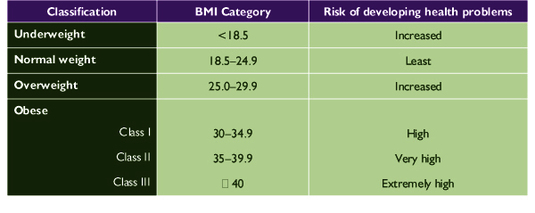 Classification BMI Category Risk of developing health problems
Underweight <18.5 Increased
Normal weight 18.5–24.9 Least
Overweight 25.0–29.9 Increased
Obese
Class I 30–34.9 High
Class II 35–39.9 Very high
Class III □ 40 Extremely high